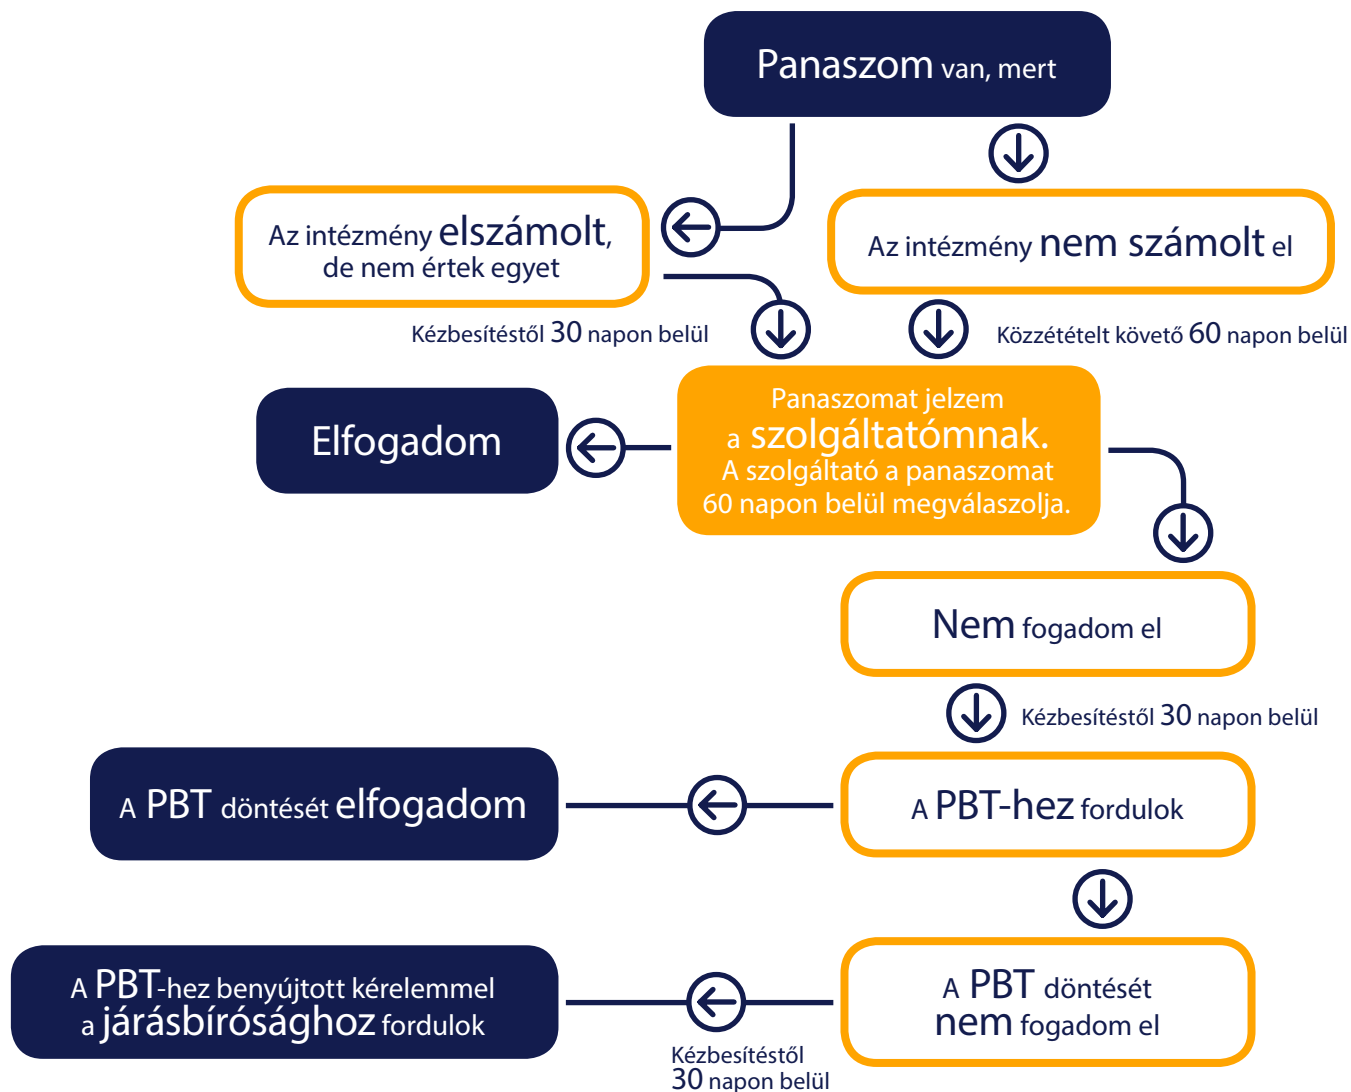 Panaszom van, mert
Az intézmény elszámolt,
de nem értek egyet
Az intézmény nem számolt el
Kézbesítéstől 30 napon belül
Közzétételt követő 60 napon belül
Elfogadom
Panaszomat jelzem
a szolgáltatómnak.
A szolgáltató a panaszomat
60 napon belül megválaszolja.
Nem fogadom el
Kézbesítéstől 30 napon belül
A PBT döntését elfogadom
A PBT-hez fordulok
A PBT-hez benyújtott kérelemmel
a járásbírósághoz fordulok
A PBT döntését
nem fogadom el
Kézbesítéstől
30 napon belül